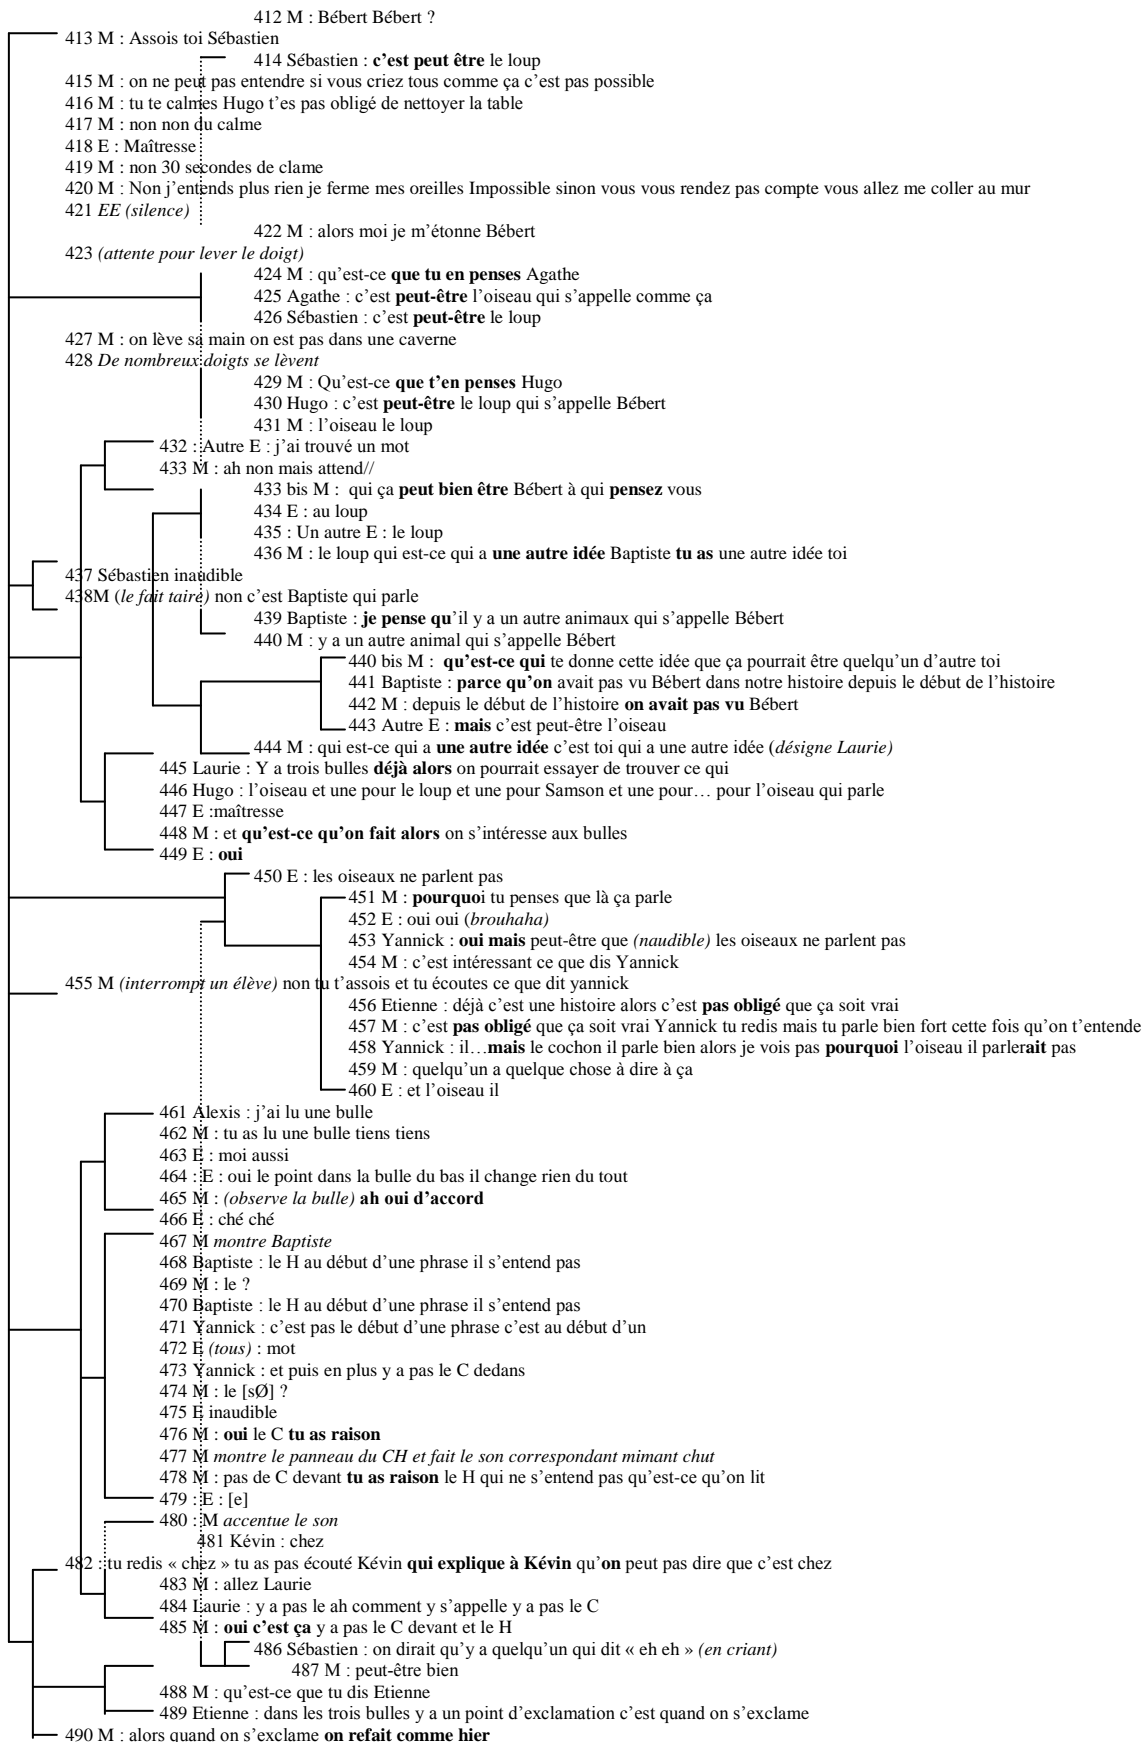 412 M : Bébert Bébert ?
413 M : Assois toi Sébastien
414 Sébastien : c'est peut être le loup
415 M : on ne peut pas entendre si vous criez tous comme ça c'est pas possible
416 M : tu te calmes Hugo t'es pas obligé de nettoyer la table
417 M : non non du calme
418 E : Maîtresse
419 M : non 30 secondes de clame
420 M : Non j'entends plus rien je ferme mes oreilles Impossible sinon vous vous rendez pas compte vous allez me coller au mur
421 EE (silence)
422 M : alors moi je m'étonne Bébert
423 (attente pour lever le doigt)
424 M : qu'est-ce que tu en penses Agathe
425 Agathe : c'est peut-être l'oiseau qui s'appelle comme ça
426 Sébastien : c'est peut-être le loup
427 M : on lève sa main on est pas dans une caverne
428 De nombreux doigts se lèvent
429 M : Qu'est-ce que t'en penses Hugo
430 Hugo : c'est peut-être le loup qui s'appelle Bébert
431 M : l'oiseau le loup
432 : Autre E : j'ai trouvé un mot
433 M : ah non mais attend//
433 bis M : qui ça peut bien être Bébert à qui pensez vous
434 E : au loup
435 : Un autre E : le loup
436 M : le loup qui est-ce qui a une autre idée Baptiste tu as une autre idée toi
437 Sébastien inaudible
438M (le fait taire) non c'est Baptiste qui parle
439 Baptiste : je pense qu'il y a un autre animaux qui s'appelle Bébert
440 M : y a un autre animal qui s'appelle Bébert
440 bis M : qu'est-ce qui te donne cette idée que ça pourrait être quelqu'un d'autre toi
441 Baptiste : parce qu'on avait pas vu Bébert dans notre histoire depuis le début de l'histoire
442 M : depuis le début de l'histoire on avait pas vu Bébert
443 Autre E : mais c'est peut-être l'oiseau
444 M : qui est-ce qui a une autre idée c'est toi qui a une autre idée (désigne Laurie)
445 Laurie : Y a trois bulles déjà alors on pourrait essayer de trouver ce qui
446 Hugo : l'oiseau et une pour le loup et une pour Samson et une pour… pour l'oiseau qui parle
447 E :maîtresse
448 M : et qu'est-ce qu'on fait alors on s'intéresse aux bulles
449 E : oui
450 E : les oiseaux ne parlent pas
451 M : pourquoi tu penses que là ça parle
452 E : oui oui (brouhaha)
453 Yannick : oui mais peut-être que (naudible) les oiseaux ne parlent pas
454 M : c'est intéressant ce que dis Yannick
455 M (interrompt un élève) non tu t'assois et tu écoutes ce que dit yannick
456 Etienne : déjà c'est une histoire alors c'est pas obligé que ça soit vrai
457 M : c'est pas obligé que ça soit vrai Yannick tu redis mais tu parle bien fort cette fois qu'on t'entende
458 Yannick : il…mais le cochon il parle bien alors je vois pas pourquoi l'oiseau il parlerait pas
459 M : quelqu'un a quelque chose à dire à ça
460 E : et l'oiseau il
461 Alexis : j'ai lu une bulle
462 M : tu as lu une bulle tiens tiens
463 E : moi aussi
464 : E : oui le point dans la bulle du bas il change rien du tout
465 M : (observe la bulle) ah oui d'accord
466 E : ché ché
467 M montre Baptiste
468 Baptiste : le H au début d'une phrase il s'entend pas
469 M : le ?
470 Baptiste : le H au début d'une phrase il s'entend pas
471 Yannick : c'est pas le début d'une phrase c'est au début d'un
472 E (tous) : mot
473 Yannick : et puis en plus y a pas le C dedans
474 M : le [sØ] ?
475 E inaudible
476 M : oui le C tu as raison
477 M montre le panneau du CH et fait le son correspondant mimant chut
478 M : pas de C devant tu as raison le H qui ne s'entend pas qu'est-ce qu'on lit
479 : E : [e]
480 : M accentue le son
481 Kévin : chez
482 : tu redis « chez » tu as pas écouté Kévin qui explique à Kévin qu'on peut pas dire que c'est chez
483 M : allez Laurie
484 Laurie : y a pas le ah comment y s'appelle y a pas le C
485 M : oui c'est ça y a pas le C devant et le H
486 Sébastien : on dirait qu'y a quelqu'un qui dit « eh eh » (en criant)
487 M : peut-être bien
488 M : qu'est-ce que tu dis Etienne
489 Etienne : dans les trois bulles y a un point d'exclamation c'est quand on s'exclame
490 M : alors quand on s'exclame on refait comme hier